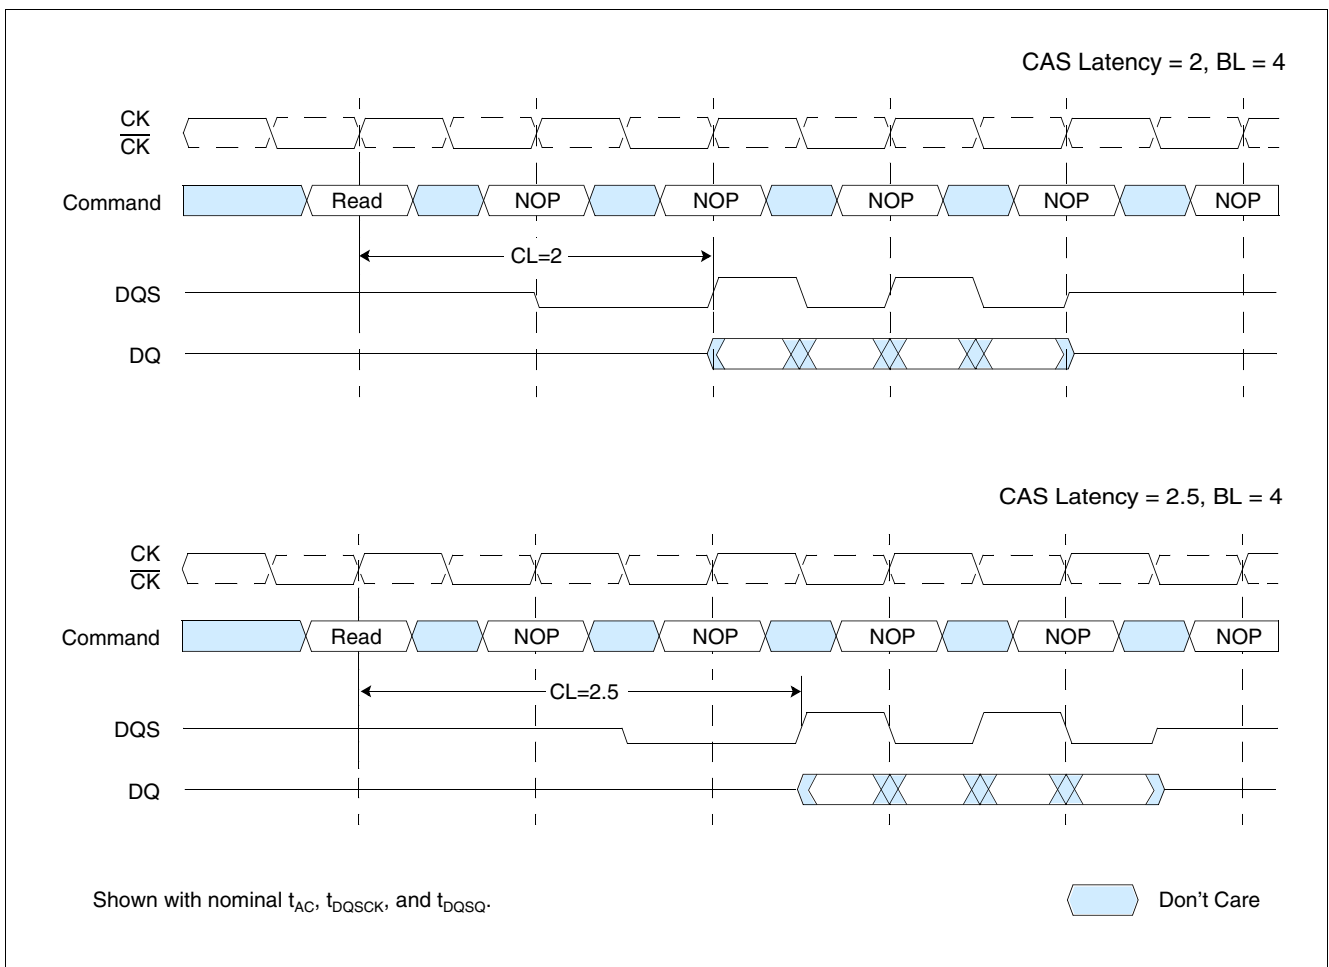 CAS Latency = 2, BL = 4
CK
CK
Command
Read NOP NOP NOP NOP NOP
CL=2
DQS
DQ
CAS Latency = 2.5, BL = 4
CK
CK
Command
Read NOP NOP NOP NOP NOP
CL=2.5
DQS
DQ
Shown with nominal tAC, tDQSCK, and tDQSQ.
Don't Care